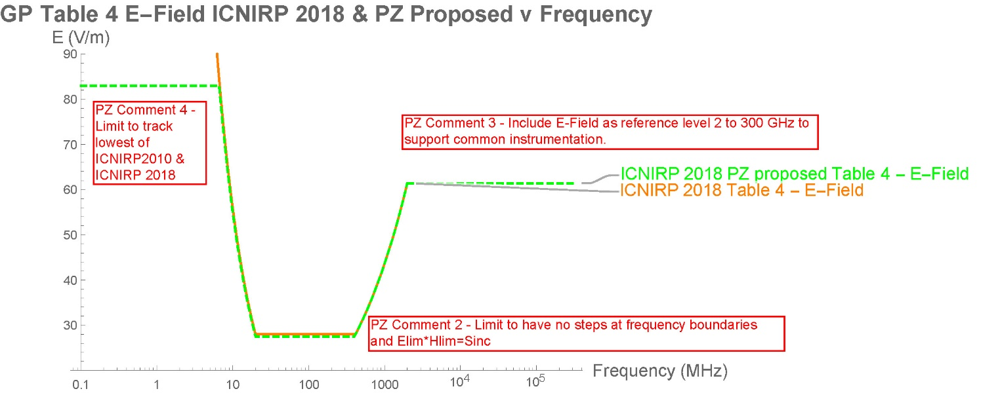 GP Table 4 E–Field ICNIRP 2018 & PZ Proposed v Frequency
E (V/m)
90
80
PZ Comment 4 -
Limit to track
lowest of
ICNIRP2010 &
ICNIRP 2018
PZ Comment 3 - Include E-Field as reference level 2 to 300 GHz to
support common instrumentation.
70
ICNIRP 2018 PZ proposed Table 4 – E–Field
ICNIRP 2018 Table 4 – E–Field
60
50
40
30
PZ Comment 2 - Limit to have no steps at frequency boundaries
and Elim*Hlim=Sinc
0.1 1 10 100 1000 10⁴ 10⁵ Frequency (MHz)